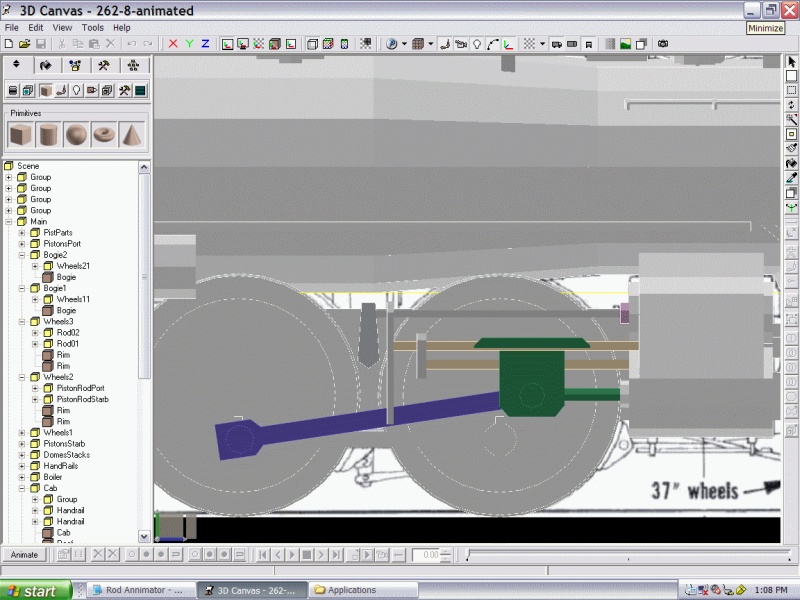 3D Canvas - 262-8-animated
File Edit View Tools Help
Minimize
X Y Z
Primitives
Scene
Group
Group
Group
Group
Main
PistParts
PistonsPort
Bogie2
Wheels21
Bogie
Bogie1
Wheels11
Bogie
Wheels3
Rod02
Rod01
Rim
Rim
Wheels2
PistonRodPort
PistonRodStarb
Rim
Rim
Wheels1
PistonsStarb
DomesStacks
HandRails
Boiler
Cab
Group
Handrail
Handrail
Cab
37" wheels
Animate
0.00
start
Rod Annimator - ...
3D Canvas - 262-...
Applications
1:08 PM